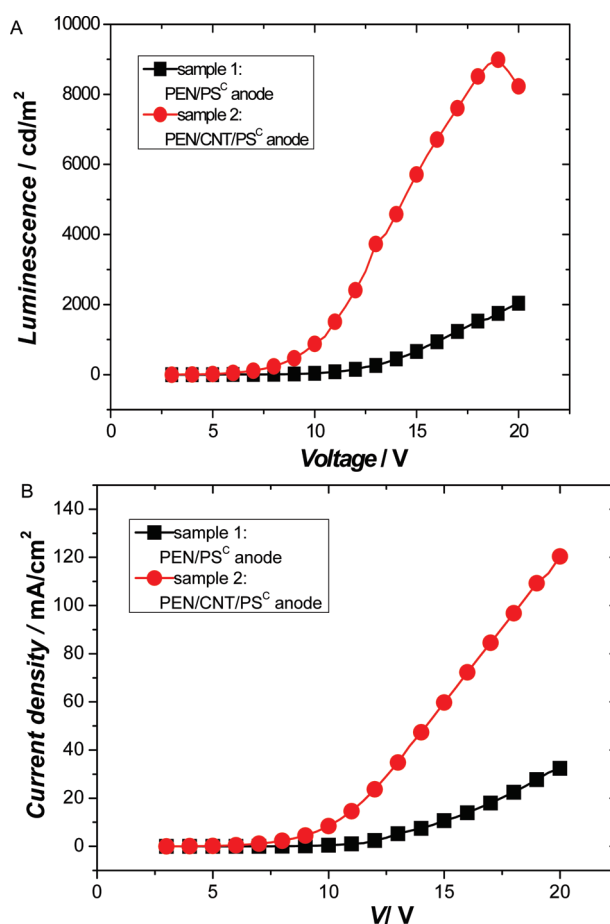 A
10000
8000
6000
4000
2000
0
Luminescence / cd/m²
sample 1:
PEN/PSᶜ anode
sample 2:
PEN/CNT/PSᶜ anode
0 5 10 15 20
Voltage / V
B
140
120
100
80
60
40
20
0
Current density / mA/cm²
sample 1:
PEN/PSᶜ anode
sample 2:
PEN/CNT/PSᶜ anode
0 5 10 15 20
V/ V